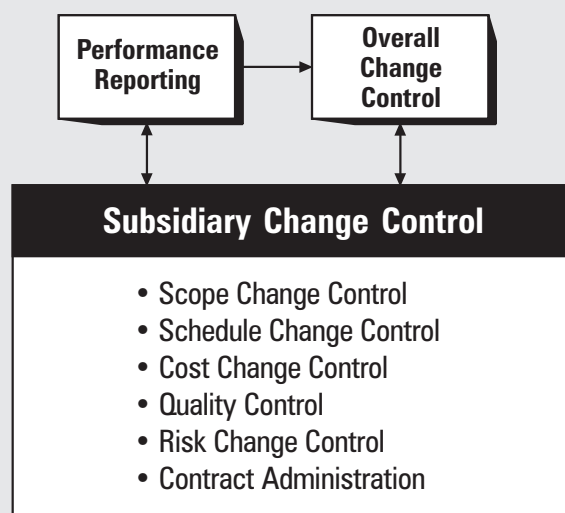 Performance
Reporting
Overall
Change
Control
Subsidiary Change Control
• Scope Change Control
• Schedule Change Control
• Cost Change Control
• Quality Control
• Risk Change Control
• Contract Administration